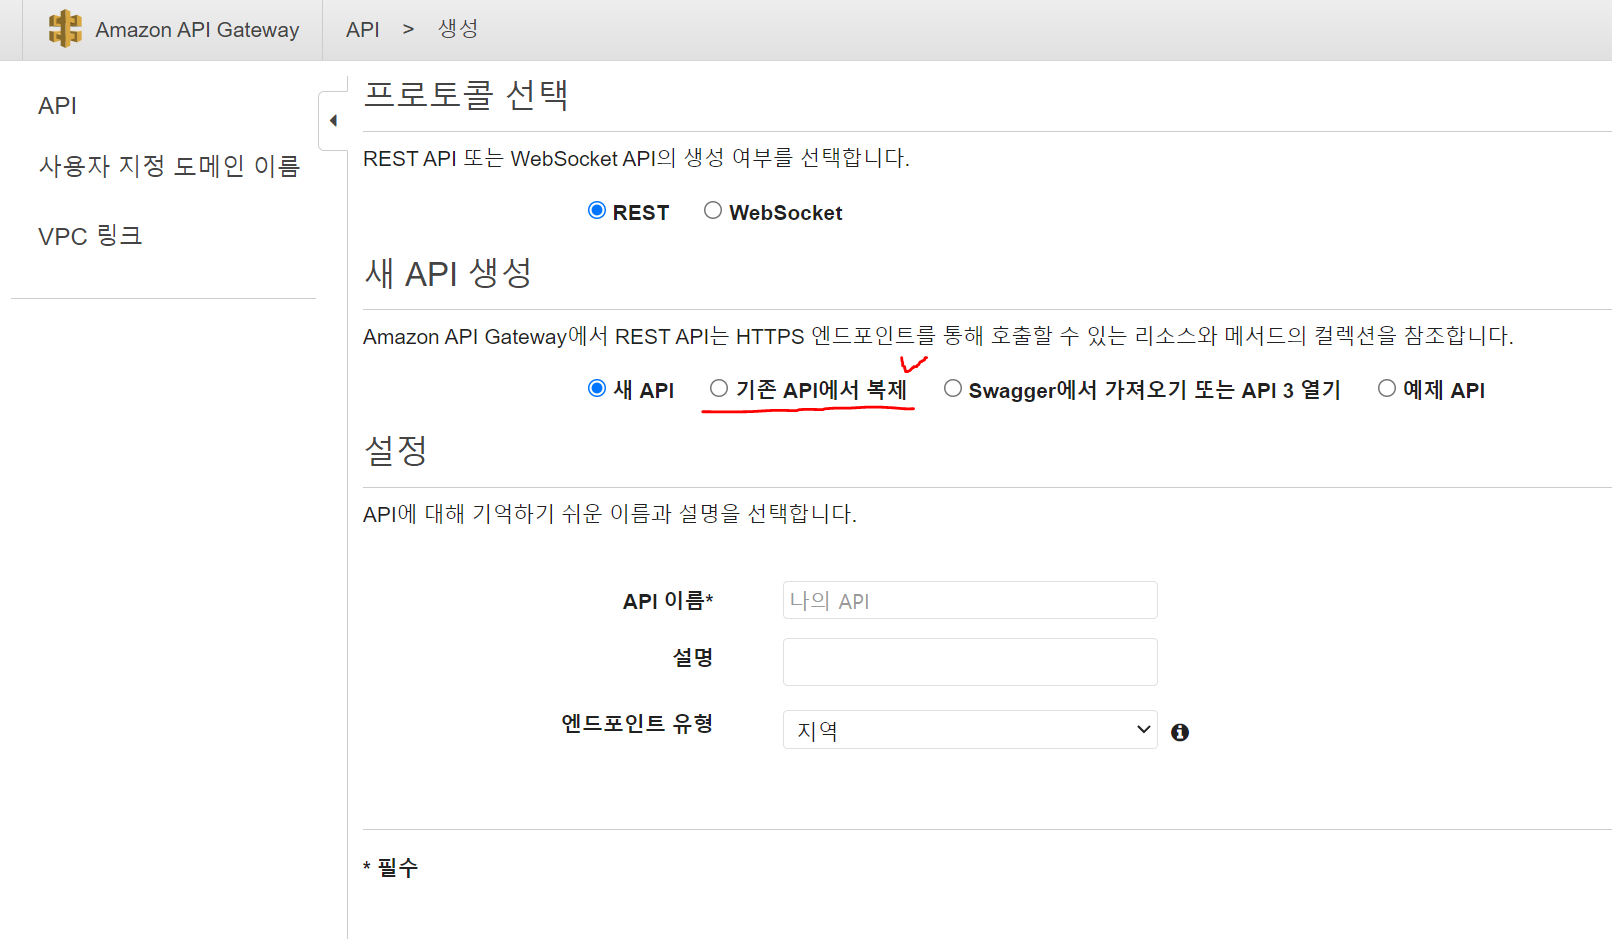 Amazon API Gateway API > 생성
API
사용자 지정 도메인 이름
VPC 링크
프로토콜 선택
REST API 또는 WebSocket API의 생성 여부를 선택합니다.
REST WebSocket
새 API 생성
Amazon API Gateway에서 REST API는 HTTPS 엔드포인트를 통해 호출할 수 있는 리소스와 메서드의 컬렉션을 참조합니다.
새 API 기존 API에서 복제 Swagger에서 가져오기 또는 API 3 열기 예제 API
설정
API에 대해 기억하기 쉬운 이름과 설명을 선택합니다.
API 이름* 나의 API
설명
엔드포인트 유형 지역
* 필수